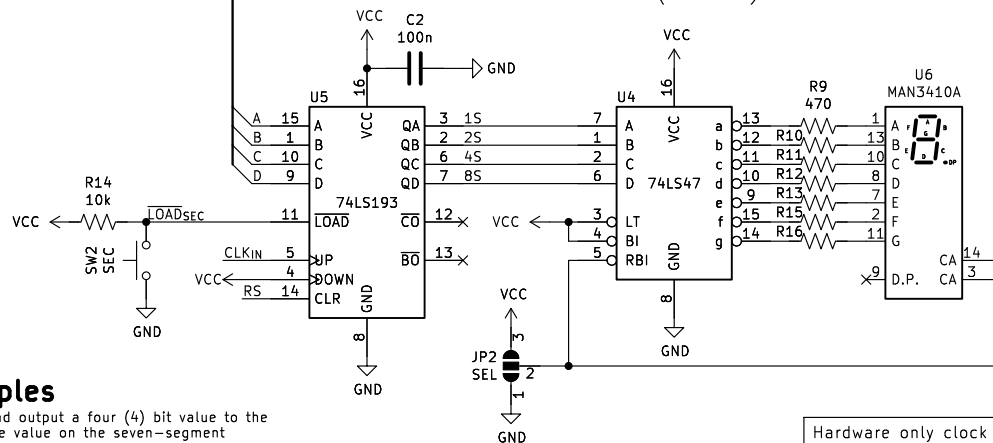 VCC
C2
100n
GND
VCC
16
VCC
U5
A 15 A
B 1 B
C 10 C
D 9 D
QA 3 1S
QB 2 2S
QC 6 4S
QD 7 8S
74LS193
R14
10k
VCC
LOADSEC
11 LOAD
CO 12
BO 13
SW2
SEC
GND
CLKIN 5 UP
VCC 4 DOWN
RS 14 CLR
GND
8
GND
U4
16
VCC
7 A
1 B
2 C
6 D
74LS47
a 13
b 12
c 11
d 10
e 9
f 15
g 14
VCC
3 LT
4 BI
5 RBI
GND
8
GND
R9
470
R10
R11
R12
R13
R15
R16
U6
MAN3410A
1 A
13 B
10 C
8 D
7 E
2 F
11 G
9 D.P.
CA 14
CA 3
A
F B
G
E C
D
DP
VCC
3
JP2
SEL
2
1
GND
ples
nd output a four (4) bit value to the
e value on the seven-segment
Hardware only clock